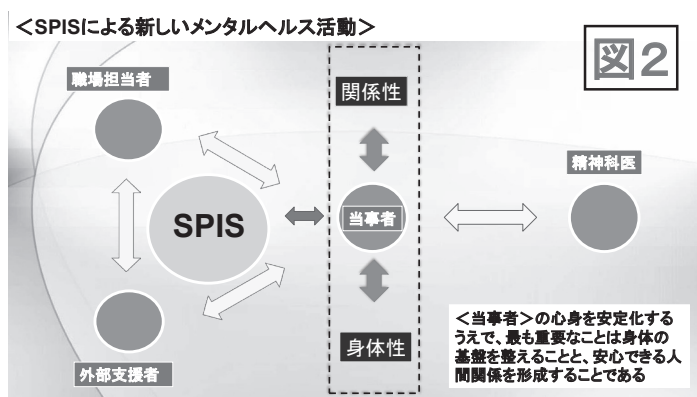 ＜SPISによる新しいメンタルヘルス活動＞
図２
職場担当者
関係性
精神科医
SPIS
当事者
外部支援者
身体性
＜当事者＞の心身を安定化する
うえで、最も重要なことは身体の
基盤を整えることと、安心できる人
間関係を形成することである